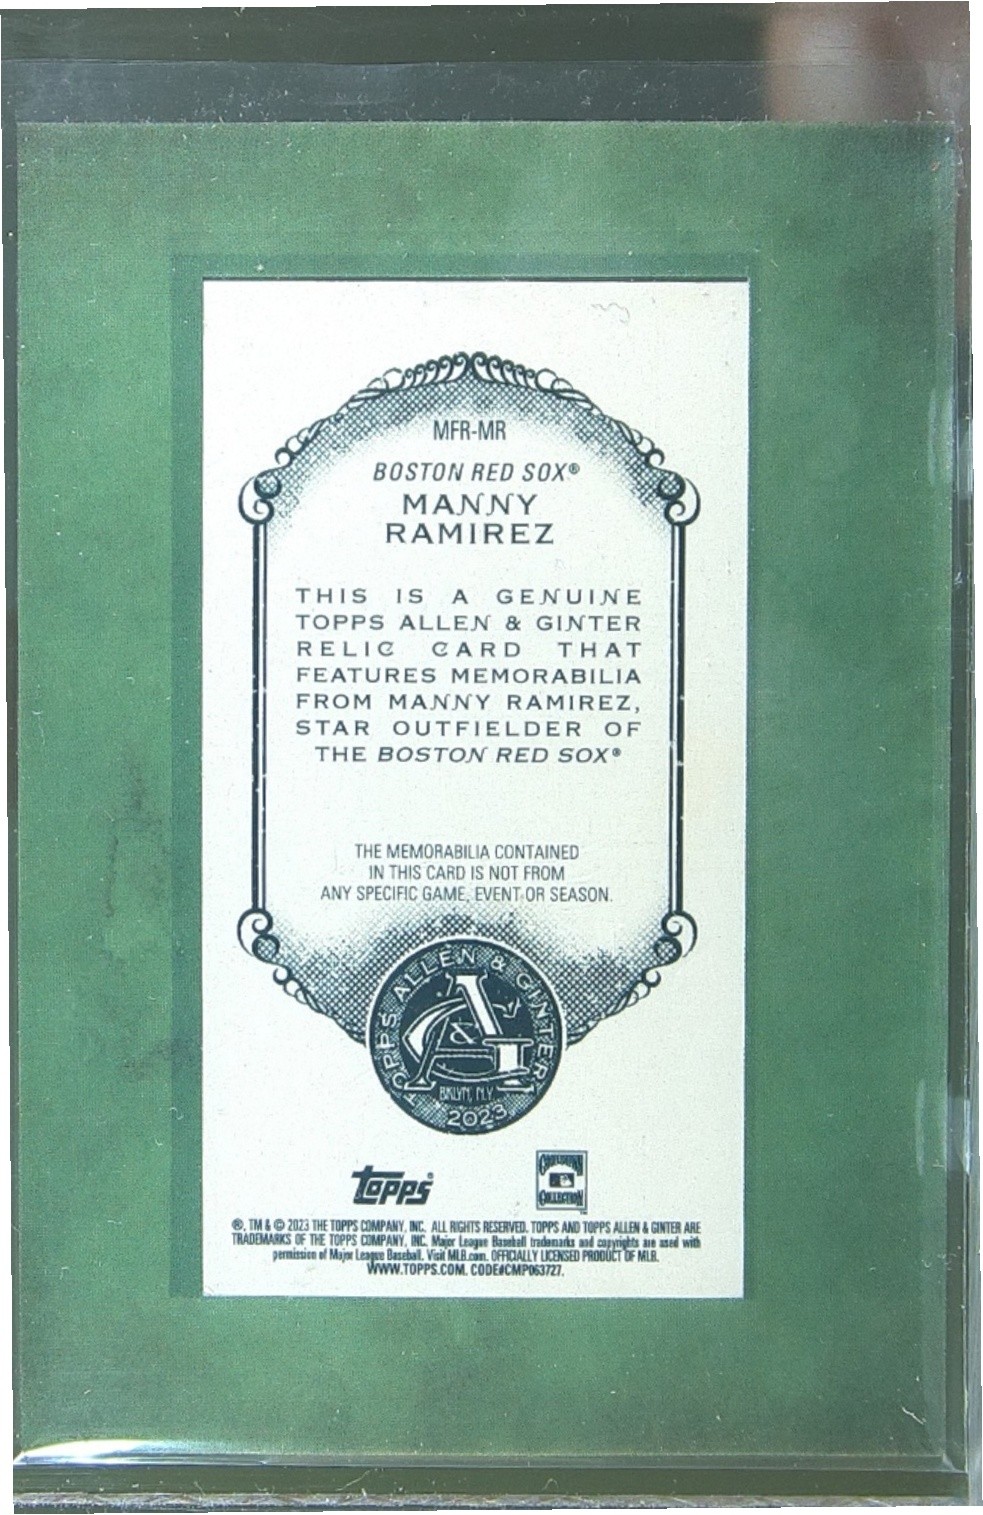 MFR-MR
BOSTON RED SOX®
MANNY
RAMIREZ
THIS IS A GENUINE
TOPPS ALLEN & GINTER
RELIC CARD THAT
FEATURES MEMORABILIA
FROM MANNY RAMIREZ,
STAR OUTFIELDER OF
THE BOSTON RED SOX®
THE MEMORABILIA CONTAINED
IN THIS CARD IS NOT FROM
ANY SPECIFIC GAME, EVENT OR SEASON.
TOPPS ALLEN & GINTER
A&G
BKLYN, N.Y.
2023
Topps®
COOPERSTOWN
COLLECTION™
®, TM & © 2023 THE TOPPS COMPANY, INC. ALL RIGHTS RESERVED. TOPPS AND TOPPS ALLEN & GINTER ARE
TRADEMARKS OF THE TOPPS COMPANY, INC. Major League Baseball trademarks and copyrights are used with
permission of Major League Baseball. Visit MLB.com. OFFICIALLY LICENSED PRODUCT OF MLB.
WWW.TOPPS.COM. CODE#CMP063727.